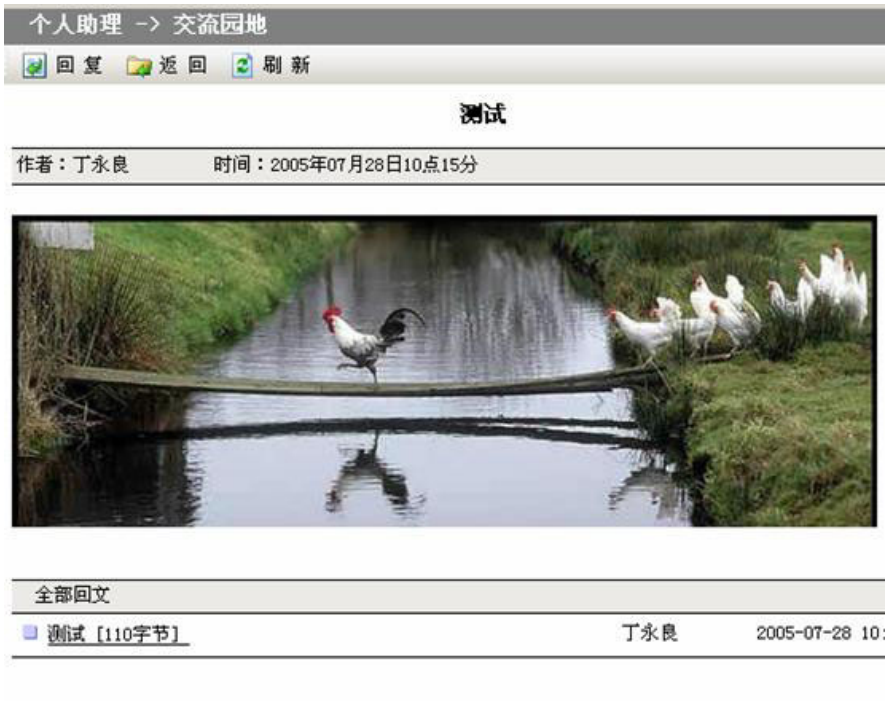 个人助理 -> 交流园地
回复 返回 刷新
测试
作者：丁永良 时间：2005年07月28日10点15分
全部回文
测试 [110字节] 丁永良 2005-07-28 10: